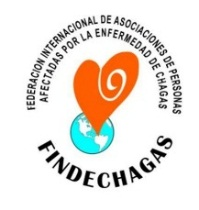 FEDERACION INTERNACIONAL DE ASOCIACIONES DE PERSONAS
AFECTADAS POR LA ENFERMEDAD DE CHAGAS
FINDECHAGAS